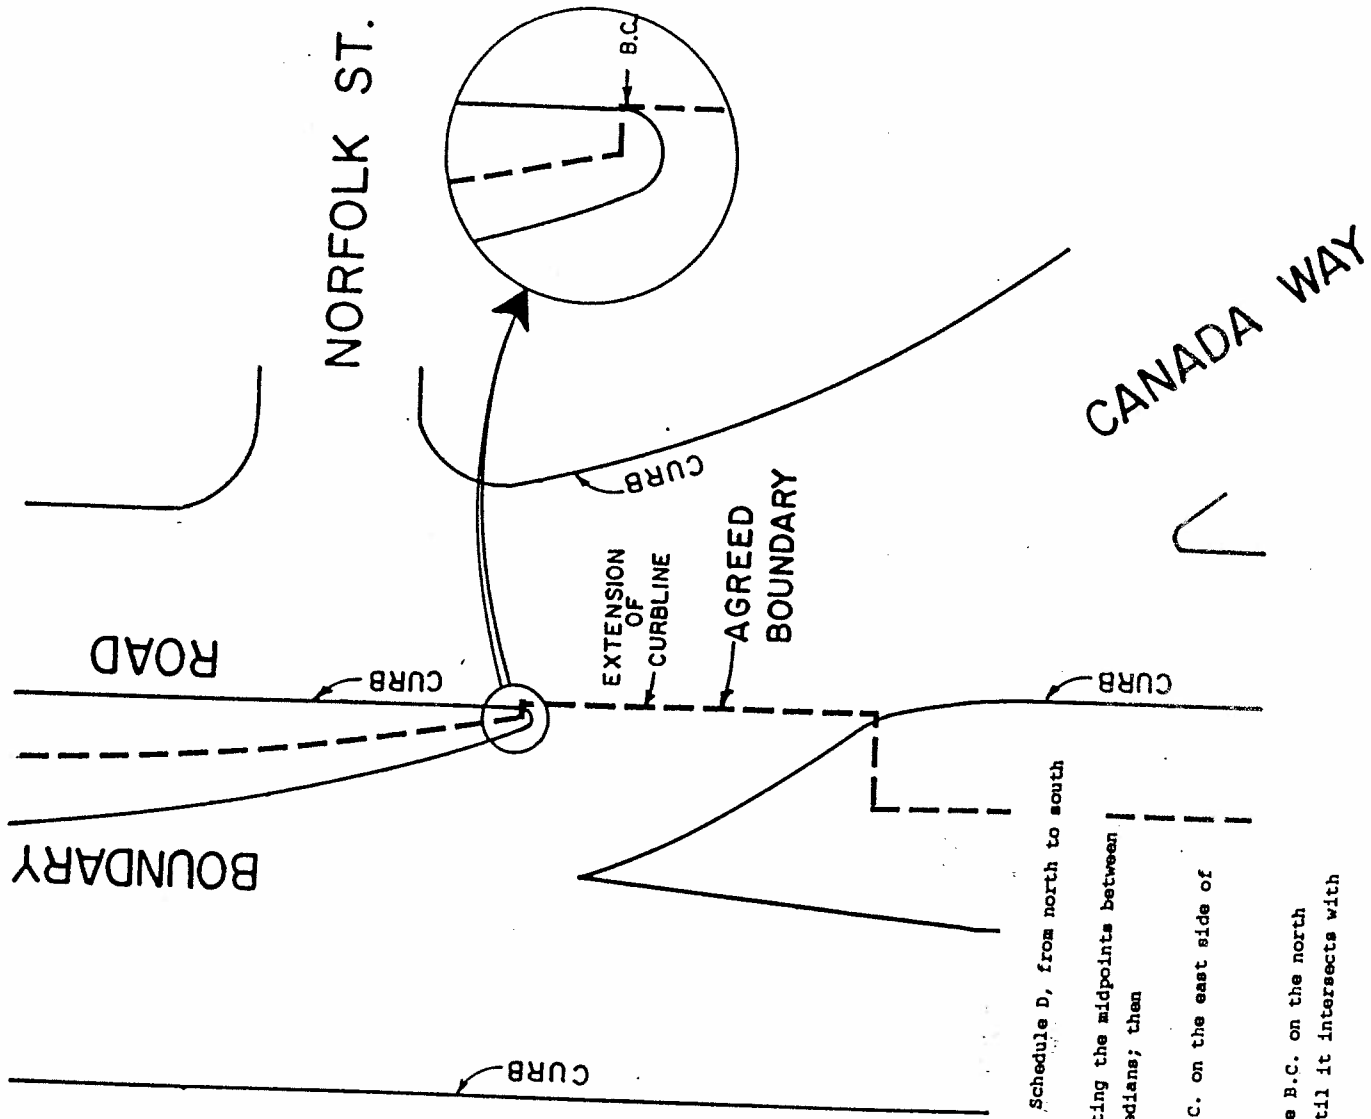 NORFOLK ST.
B.C.
CANADA WAY
CURB
ROAD
CURB
EXTENSION
OF
CURBLINE
AGREED
BOUNDARY
CURB
BOUNDARY
CURB
Schedule D, from north to south
ting the midpoints between
edians; then
C. on the east side of
e B.C. on the north
til it intersects with